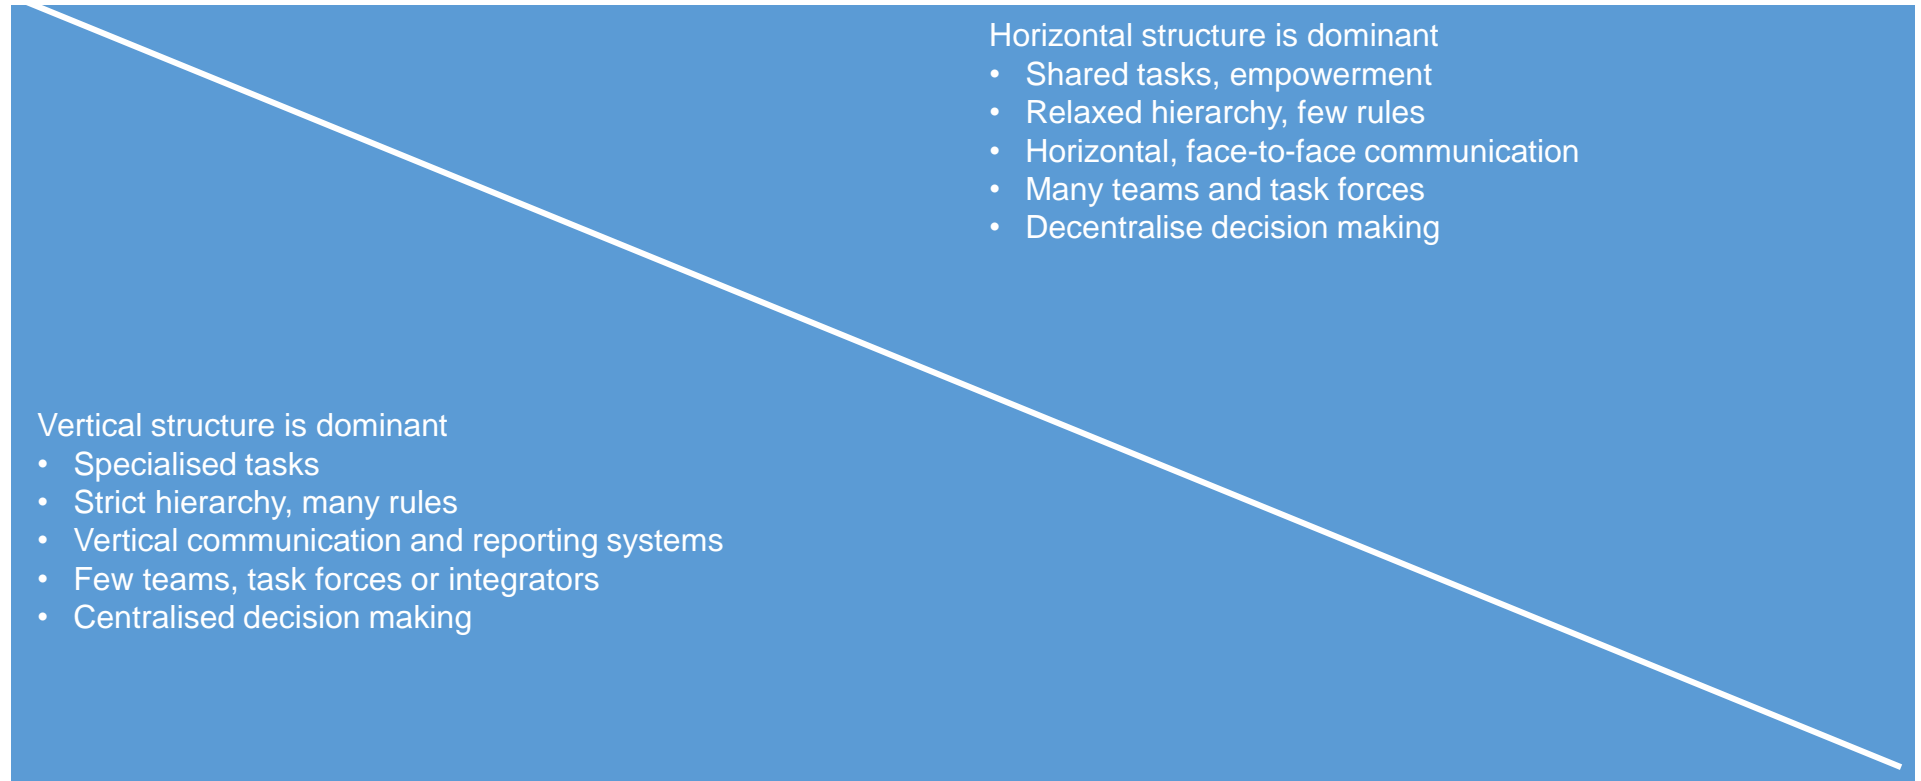 Horizontal structure is dominant
• Shared tasks, empowerment
• Relaxed hierarchy, few rules
• Horizontal, face-to-face communication
• Many teams and task forces
• Decentralise decision making
Vertical structure is dominant
• Specialised tasks
• Strict hierarchy, many rules
• Vertical communication and reporting systems
• Few teams, task forces or integrators
• Centralised decision making